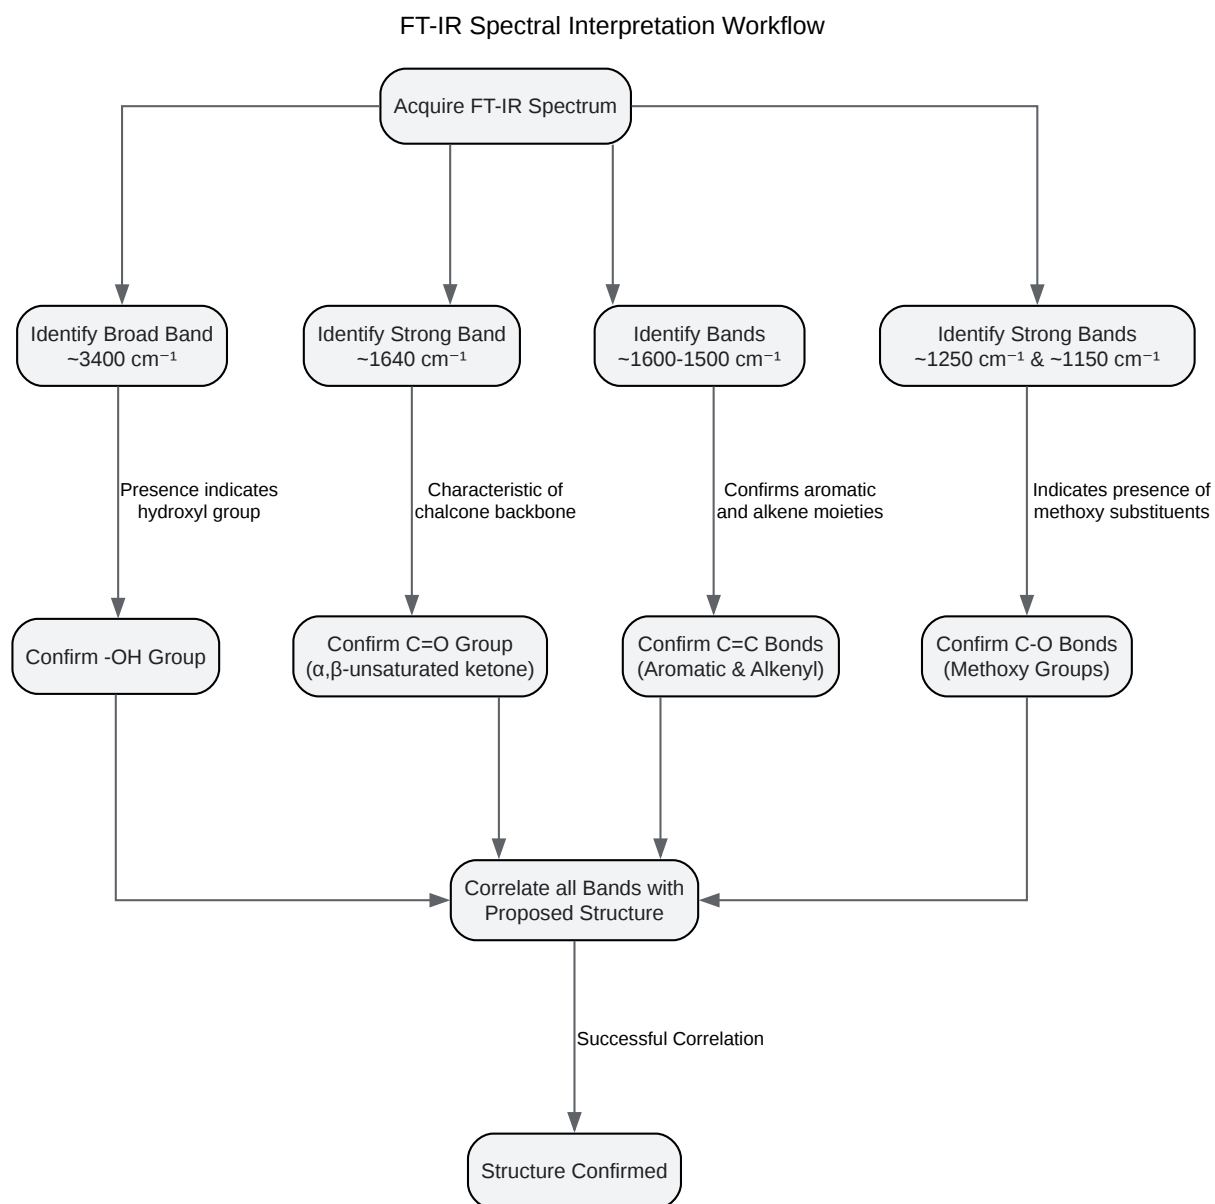 FT-IR Spectral Interpretation Workflow
Acquire FT-IR Spectrum
Identify Broad Band
~3400 cm⁻¹
Identify Strong Band
~1640 cm⁻¹
Identify Bands
~1600-1500 cm⁻¹
Identify Strong Bands
~1250 cm⁻¹ & ~1150 cm⁻¹
Presence indicates
hydroxyl group
Characteristic of
chalcone backbone
Confirms aromatic
and alkene moieties
Indicates presence of
methoxy substituents
Confirm -OH Group
Confirm C=O Group
(α,β-unsaturated ketone)
Confirm C=C Bonds
(Aromatic & Alkenyl)
Confirm C-O Bonds
(Methoxy Groups)
Correlate all Bands with
Proposed Structure
Successful Correlation
Structure Confirmed